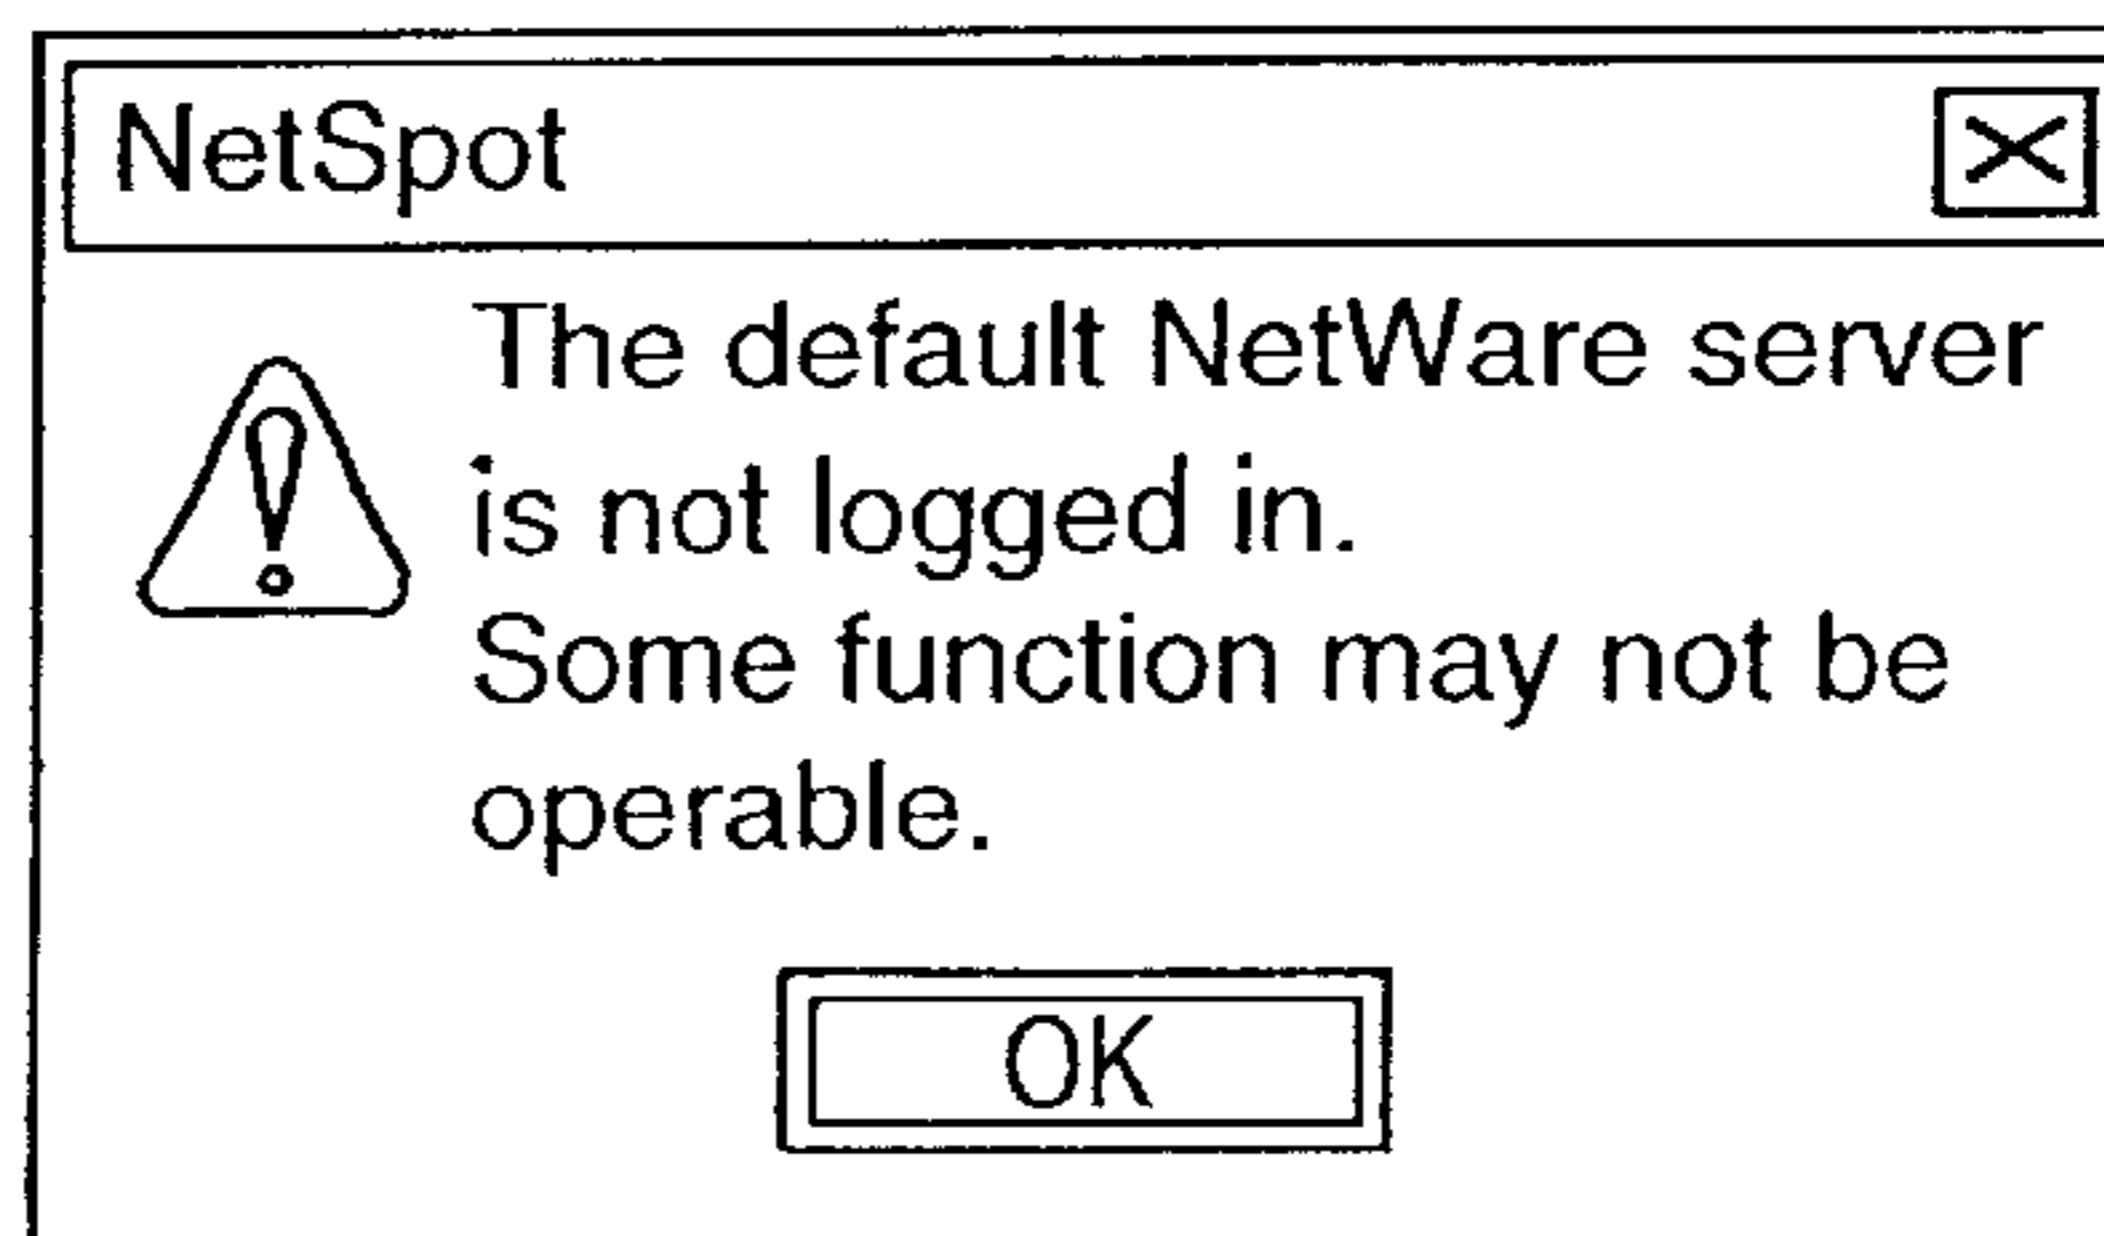 NetSpot
The default NetWare server
is not logged in.
Some function may not be
operable.
OK